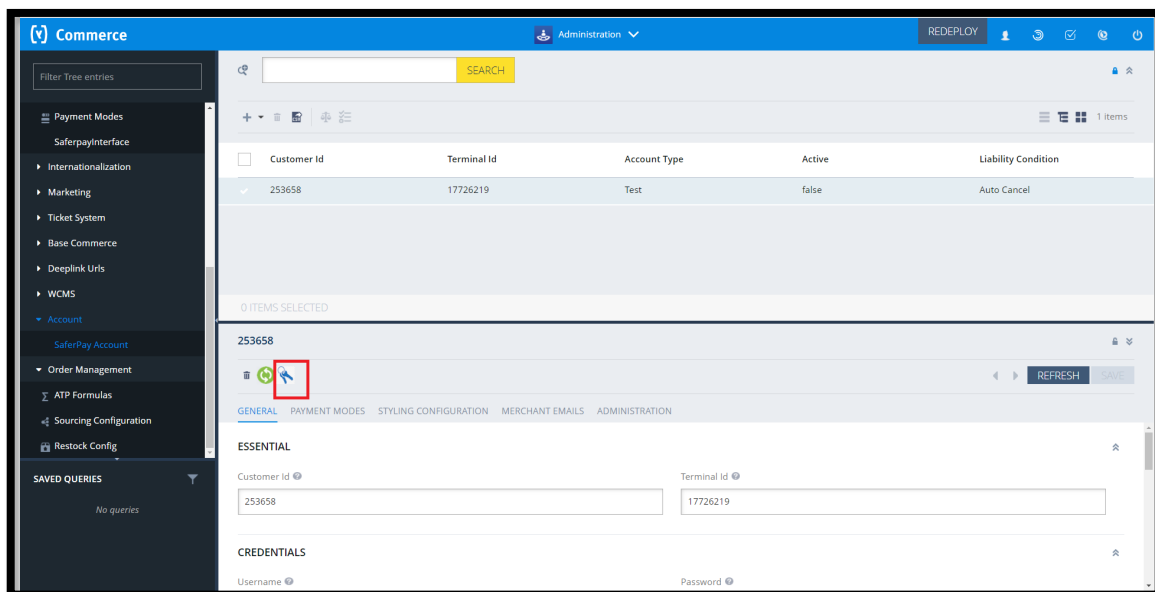 (Y) Commerce
Administration
REDEPLOY
Filter Tree entries
Payment Modes
SaferpayInterface
Internationalization
Marketing
Ticket System
Base Commerce
Deeplink Urls
WCMS
Account
SaferPay Account
Order Management
ATP Formulas
Sourcing Configuration
Restock Config
SAVED QUERIES
No queries
SEARCH
1 items
Customer Id Terminal Id Account Type Active Liability Condition
253658 17726219 Test false Auto Cancel
0 ITEMS SELECTED
253658
REFRESH SAVE
GENERAL PAYMENT MODES STYLING CONFIGURATION MERCHANT EMAILS ADMINISTRATION
ESSENTIAL
Customer Id Terminal Id
253658 17726219
CREDENTIALS
Username Password